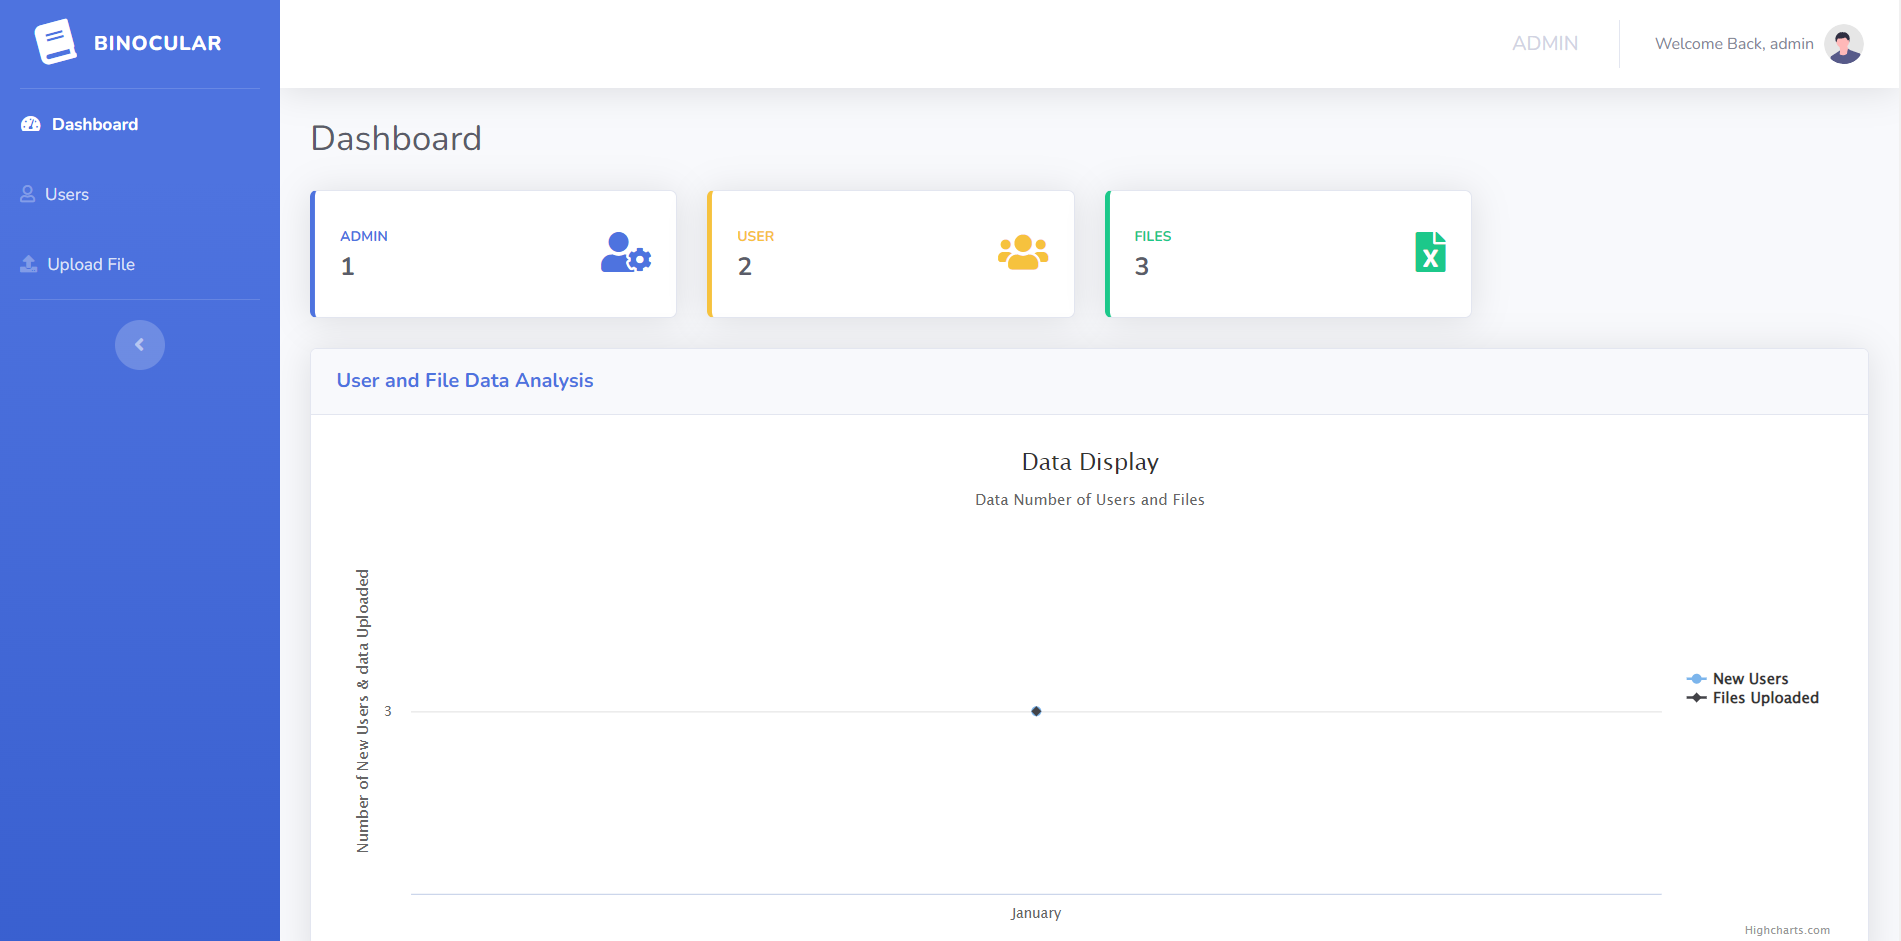 BINOCULAR
ADMIN
Welcome Back, admin
Dashboard
Users
Upload File
Dashboard
ADMIN
1
USER
2
FILES
3
User and File Data Analysis
Data Display
Data Number of Users and Files
Number of New Users & data Uploaded
3
January
New Users
Files Uploaded
Highcharts.com